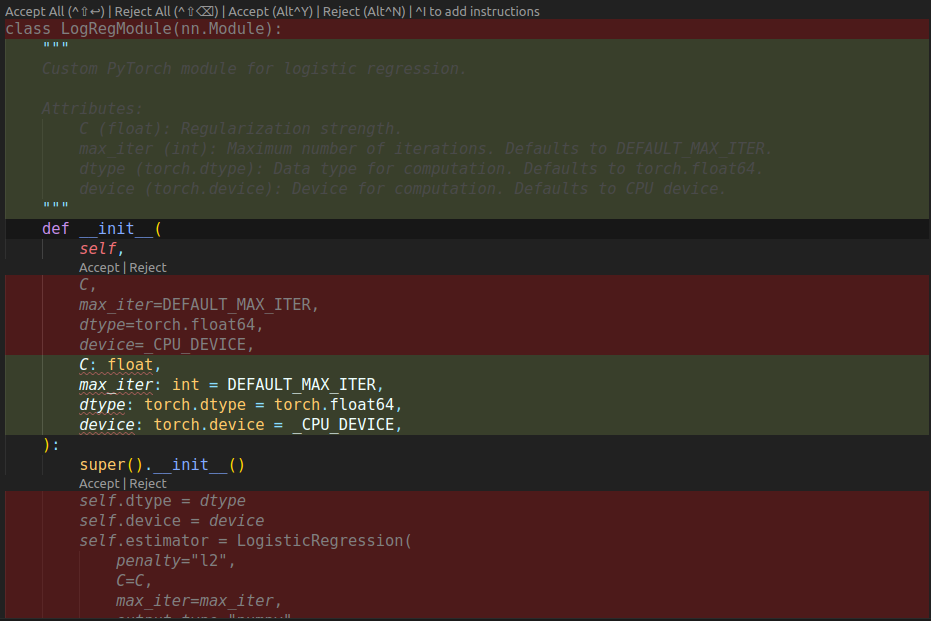 Accept All (^⇧↩) | Reject All (^⇧⌫) | Accept (Alt^Y) | Reject (Alt^N) | ^I to add instructions
class LogRegModule(nn.Module):
    """
    Custom PyTorch module for logistic regression.

    Attributes:
        C (float): Regularization strength.
        max_iter (int): Maximum number of iterations. Defaults to DEFAULT_MAX_ITER.
        dtype (torch.dtype): Data type for computation. Defaults to torch.float64.
        device (torch.device): Device for computation. Defaults to CPU device.
    """
    def __init__(
        self,
        Accept | Reject
        C,
        max_iter=DEFAULT_MAX_ITER,
        dtype=torch.float64,
        device=_CPU_DEVICE,
        C: float,
        max_iter: int = DEFAULT_MAX_ITER,
        dtype: torch.dtype = torch.float64,
        device: torch.device = _CPU_DEVICE,
    ):
        super().__init__()
        Accept | Reject
        self.dtype = dtype
        self.device = device
        self.estimator = LogisticRegression(
            penalty="l2",
            C=C,
            max_iter=max_iter,